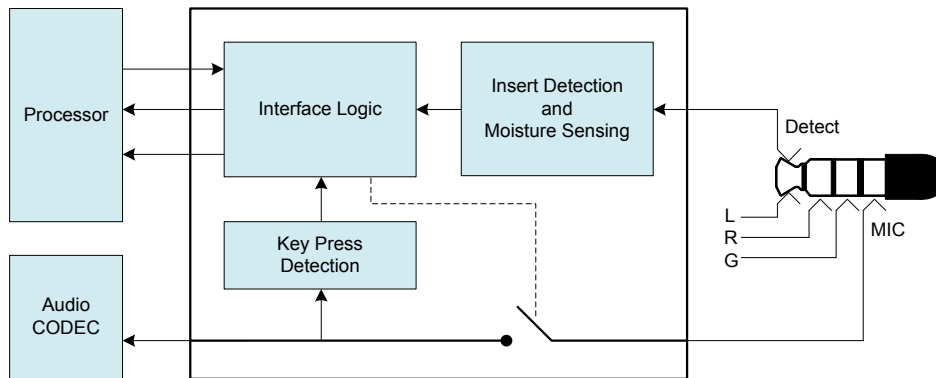 Processor
Interface Logic
Insert Detection
and
Moisture Sensing
Detect
L
R
G
MIC
Key Press
Detection
Audio
CODEC